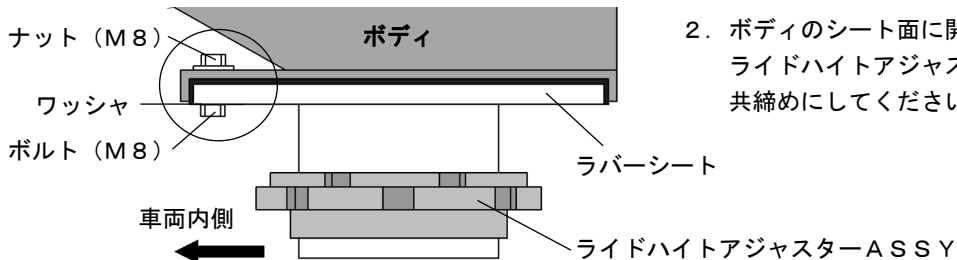 ナット（Ｍ８）
ボディ
ワッシャ
ボルト（Ｍ８）
ラバーシート
車両内側
ライドハイトアジャスターＡＳＳＹ
２．ボディのシート面に開
ライドハイトアジャス
共締めにしてください